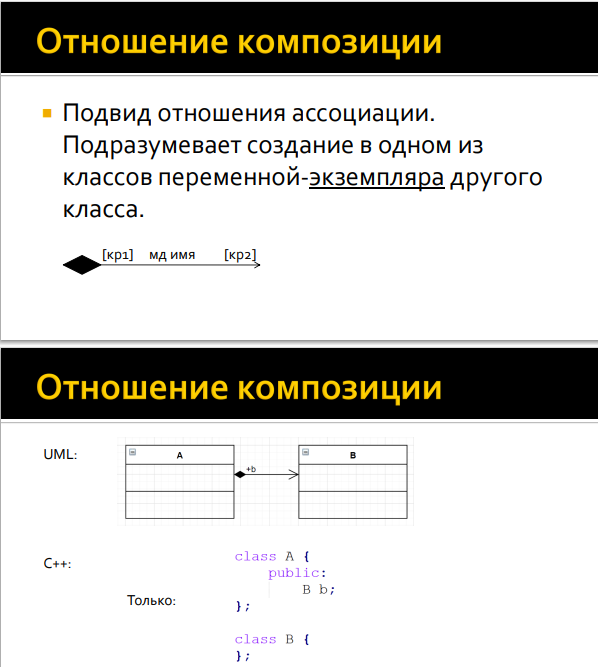 Отношение композиции
Подвид отношения ассоциации.
Подразумевает создание в одном из
классов переменной-экземпляра другого
класса.
[кр1] мд имя [кр2]
Отношение композиции
UML:
A B
+b
C++:
class A {
public:
B b;
Только:
};
class B {
};